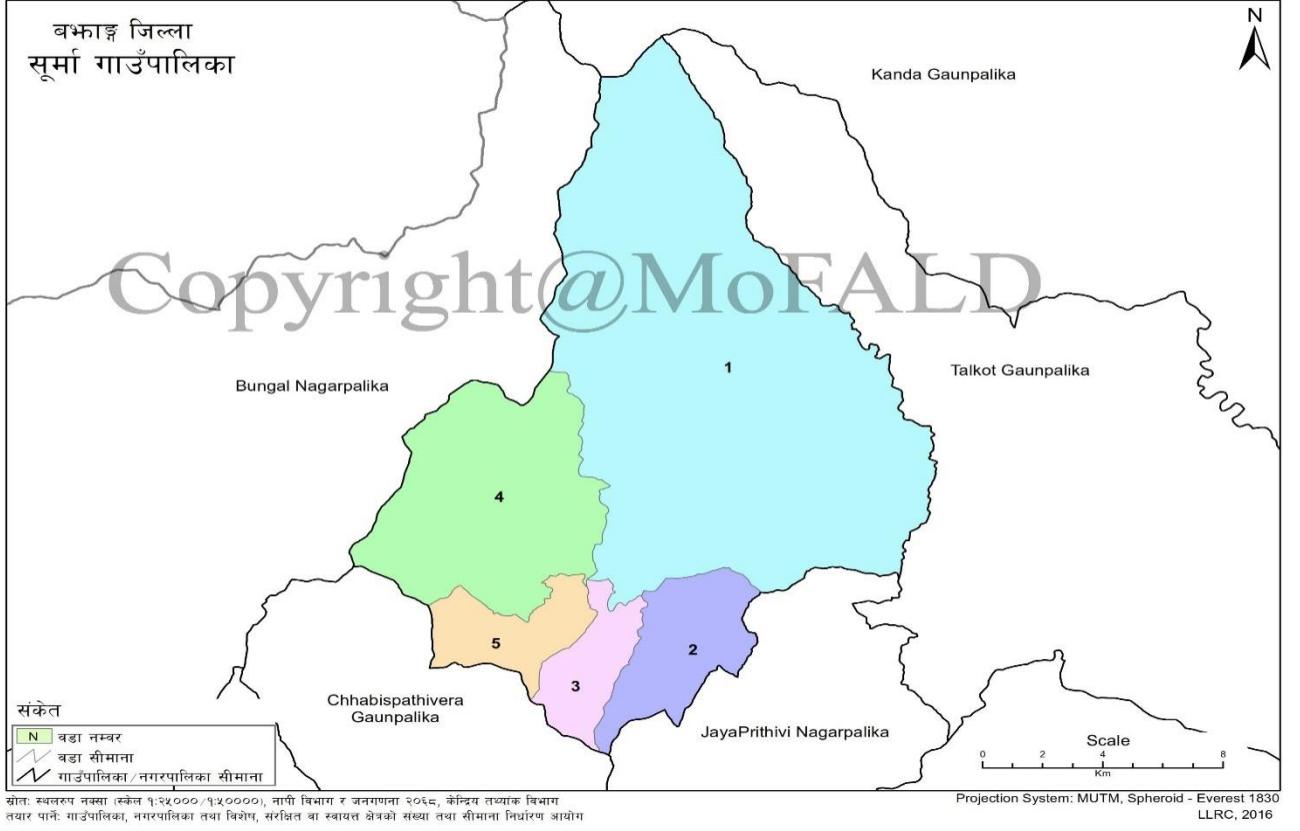 बझाङ्ग जिल्ला
सूर्मा गाउँपालिका
N
Kanda Gaunpalika
Copyright@MoFALD
1
Talkot Gaunpalika
Bungal Nagarpalika
4
5
2
3
Chhabispathivera
Gaunpalika
JayaPrithivi Nagarpalika
संकेत
N वडा नम्बर
वडा सीमाना
गाउँपालिका/नगरपालिका सीमाना
Scale
0 2 4 8
Km
स्रोतः स्थलरुप नक्सा (स्केल १:२५०००/१:५००००), नापी विभाग र जनगणना २०६८, केन्द्रिय तथ्यांक विभाग
तयार पार्नेः गाउँपालिका, नगरपालिका तथा विशेष, संरक्षित वा स्वायत्त क्षेत्रको संख्या तथा सीमाना निर्धारण आयोग
Projection System: MUTM, Spheroid - Everest 1830
LLRC, 2016